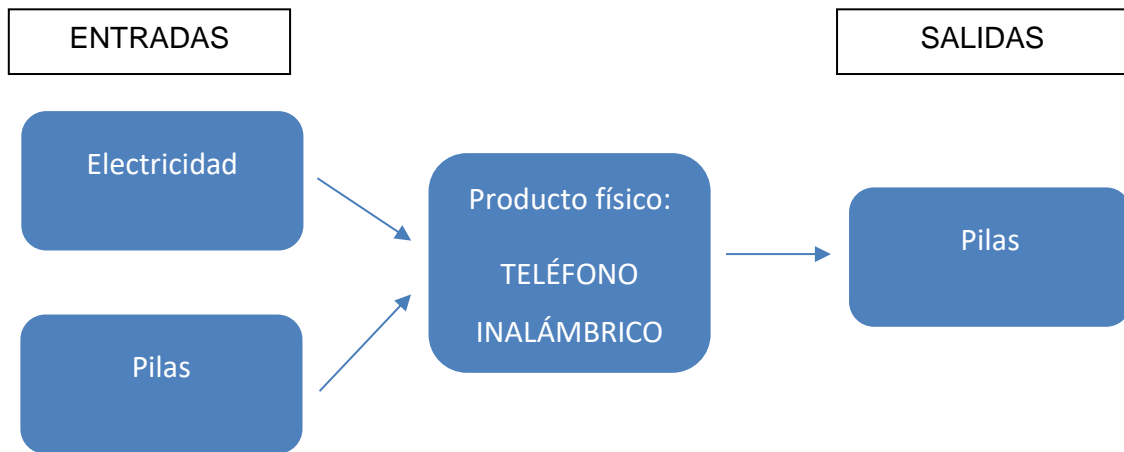 ENTRADAS
SALIDAS
Electricidad
Pilas
Producto físico:
TELÉFONO
INALÁMBRICO
Pilas